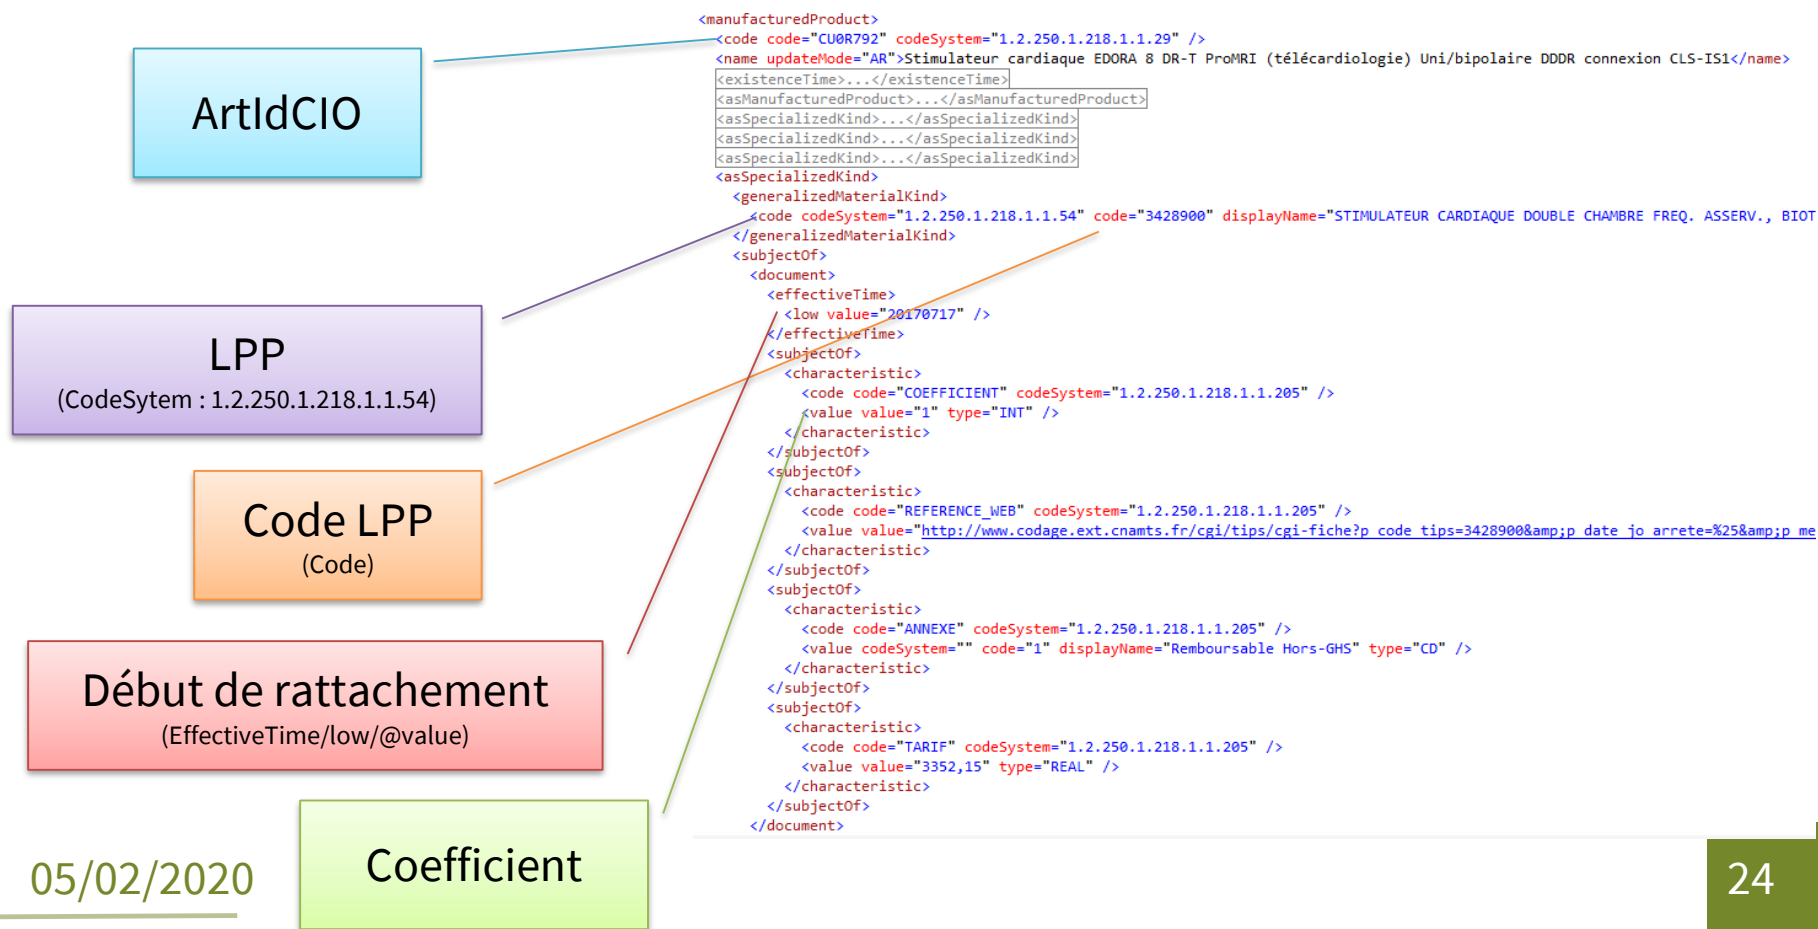 ArtIdCIO
LPP
(CodeSytem : 1.2.250.1.218.1.1.54)
Code LPP
(Code)
Début de rattachement
(EffectiveTime/low/@value)
Coefficient
<manufacturedProduct>
<code code="CU0R792" codeSystem="1.2.250.1.218.1.1.29" />
<name updateMode="AR">Stimulateur cardiaque EDORA 8 DR-T ProMRI (télécardiologie) Uni/bipolaire DDDR connexion CLS-IS1</name>
<existenceTime>...</existenceTime>
<asManufacturedProduct>...</asManufacturedProduct>
<asSpecializedKind>...</asSpecializedKind>
<asSpecializedKind>...</asSpecializedKind>
<asSpecializedKind>...</asSpecializedKind>
<asSpecializedKind>
<generalizedMaterialKind>
<code codeSystem="1.2.250.1.218.1.1.54" code="3428900" displayName="STIMULATEUR CARDIAQUE DOUBLE CHAMBRE FREQ. ASSERV., BIOT
</generalizedMaterialKind>
<subjectOf>
<document>
<effectiveTime>
<low value="20170717" />
</effectiveTime>
<subjectOf>
<characteristic>
<code code="COEFFICIENT" codeSystem="1.2.250.1.218.1.1.205" />
<value value="1" type="INT" />
</characteristic>
</subjectOf>
<subjectOf>
<characteristic>
<code code="REFERENCE_WEB" codeSystem="1.2.250.1.218.1.1.205" />
<value value="http://www.codage.ext.cnamts.fr/cgi/tips/cgi-fiche?p_code_tips=3428900&amp;p_date_jo_arrete=%25&amp;p_me
</characteristic>
</subjectOf>
<subjectOf>
<characteristic>
<code code="ANNEXE" codeSystem="1.2.250.1.218.1.1.205" />
<value codeSystem="" code="1" displayName="Remboursable Hors-GHS" type="CD" />
</characteristic>
</subjectOf>
<subjectOf>
<characteristic>
<code code="TARIF" codeSystem="1.2.250.1.218.1.1.205" />
<value value="3352,15" type="REAL" />
</characteristic>
</subjectOf>
</document>
05/02/2020
24